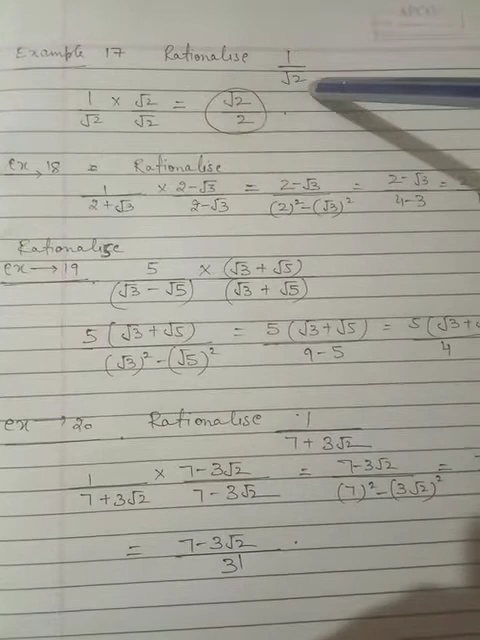 Example 17 Rationalise 1/√2
1/√2 × √2/√2 = √2/2 .
ex → 18 = Rationalise
1/(2+√3) × (2-√3)/(2-√3) = (2-√3)/((2)²-(√3)²) = (2-√3)/(4-3) =
Rationalise
ex → 19 . 5/(√3-√5) × (√3+√5)/(√3+√5)
5(√3+√5)/((√3)²-(√5)²) = 5(√3+√5)/(9-5) = 5(√3+ /4
ex → 20 . Rationalise 1/(7+3√2)
1/(7+3√2) × (7-3√2)/(7-3√2) = (7-3√2)/((7)²-(3√2)²) =
= (7-3√2)/31 .